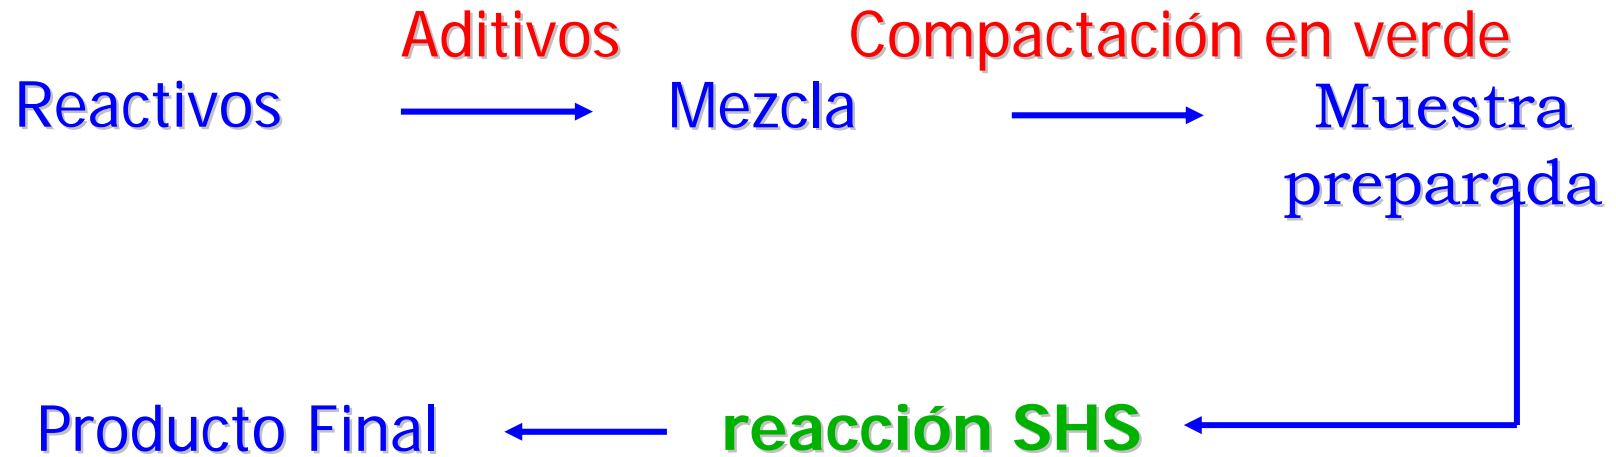 Aditivos Compactación en verde
Reactivos Mezcla Muestra
preparada
Producto Final reacción SHS